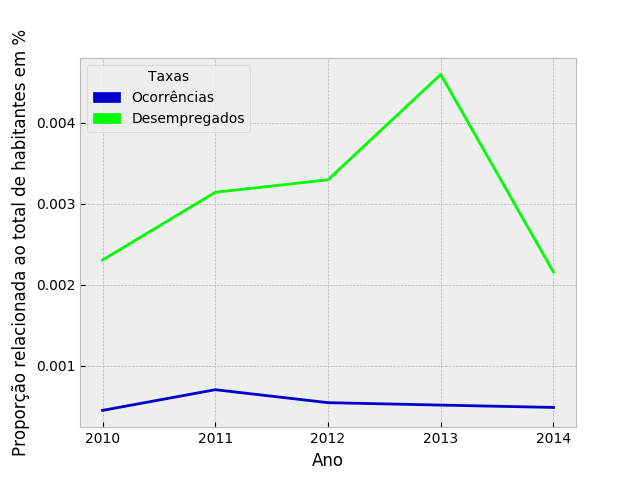 Proporção relacionada ao total de habitantes em %
Taxas
Ocorrências
Desempregados
0.004
0.003
0.002
0.001
2010 2011 2012 2013 2014
Ano